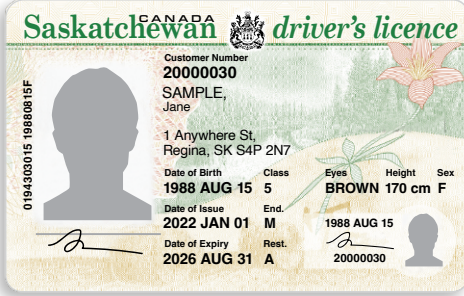 CANADA
Saskatchewan driver's licence
Customer Number
20000030
SAMPLE,
Jane
1 Anywhere St,
Regina, SK S4P 2N7
Date of Birth Class Eyes Height Sex
1988 AUG 15 5 BROWN 170 cm F
Date of Issue End.
2022 JAN 01 M
Date of Expiry Rest.
2026 AUG 31 A
1988 AUG 15
20000030
0194303015 19880815F